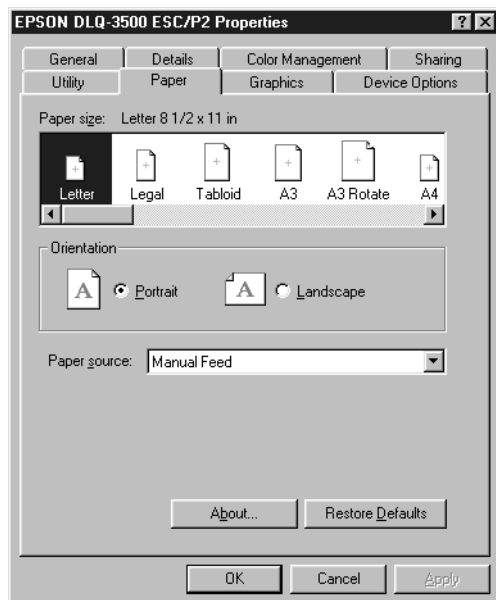 EPSON DLQ-3500 ESC/P2 Properties
General Details Color Management Sharing
Utility Paper Graphics Device Options
Paper size: Letter 8 1/2 x 11 in
Letter Legal Tabloid A3 A3 Rotate A4
Orientation
A Portrait A Landscape
Paper source: Manual Feed
About... Restore Defaults
OK Cancel Apply